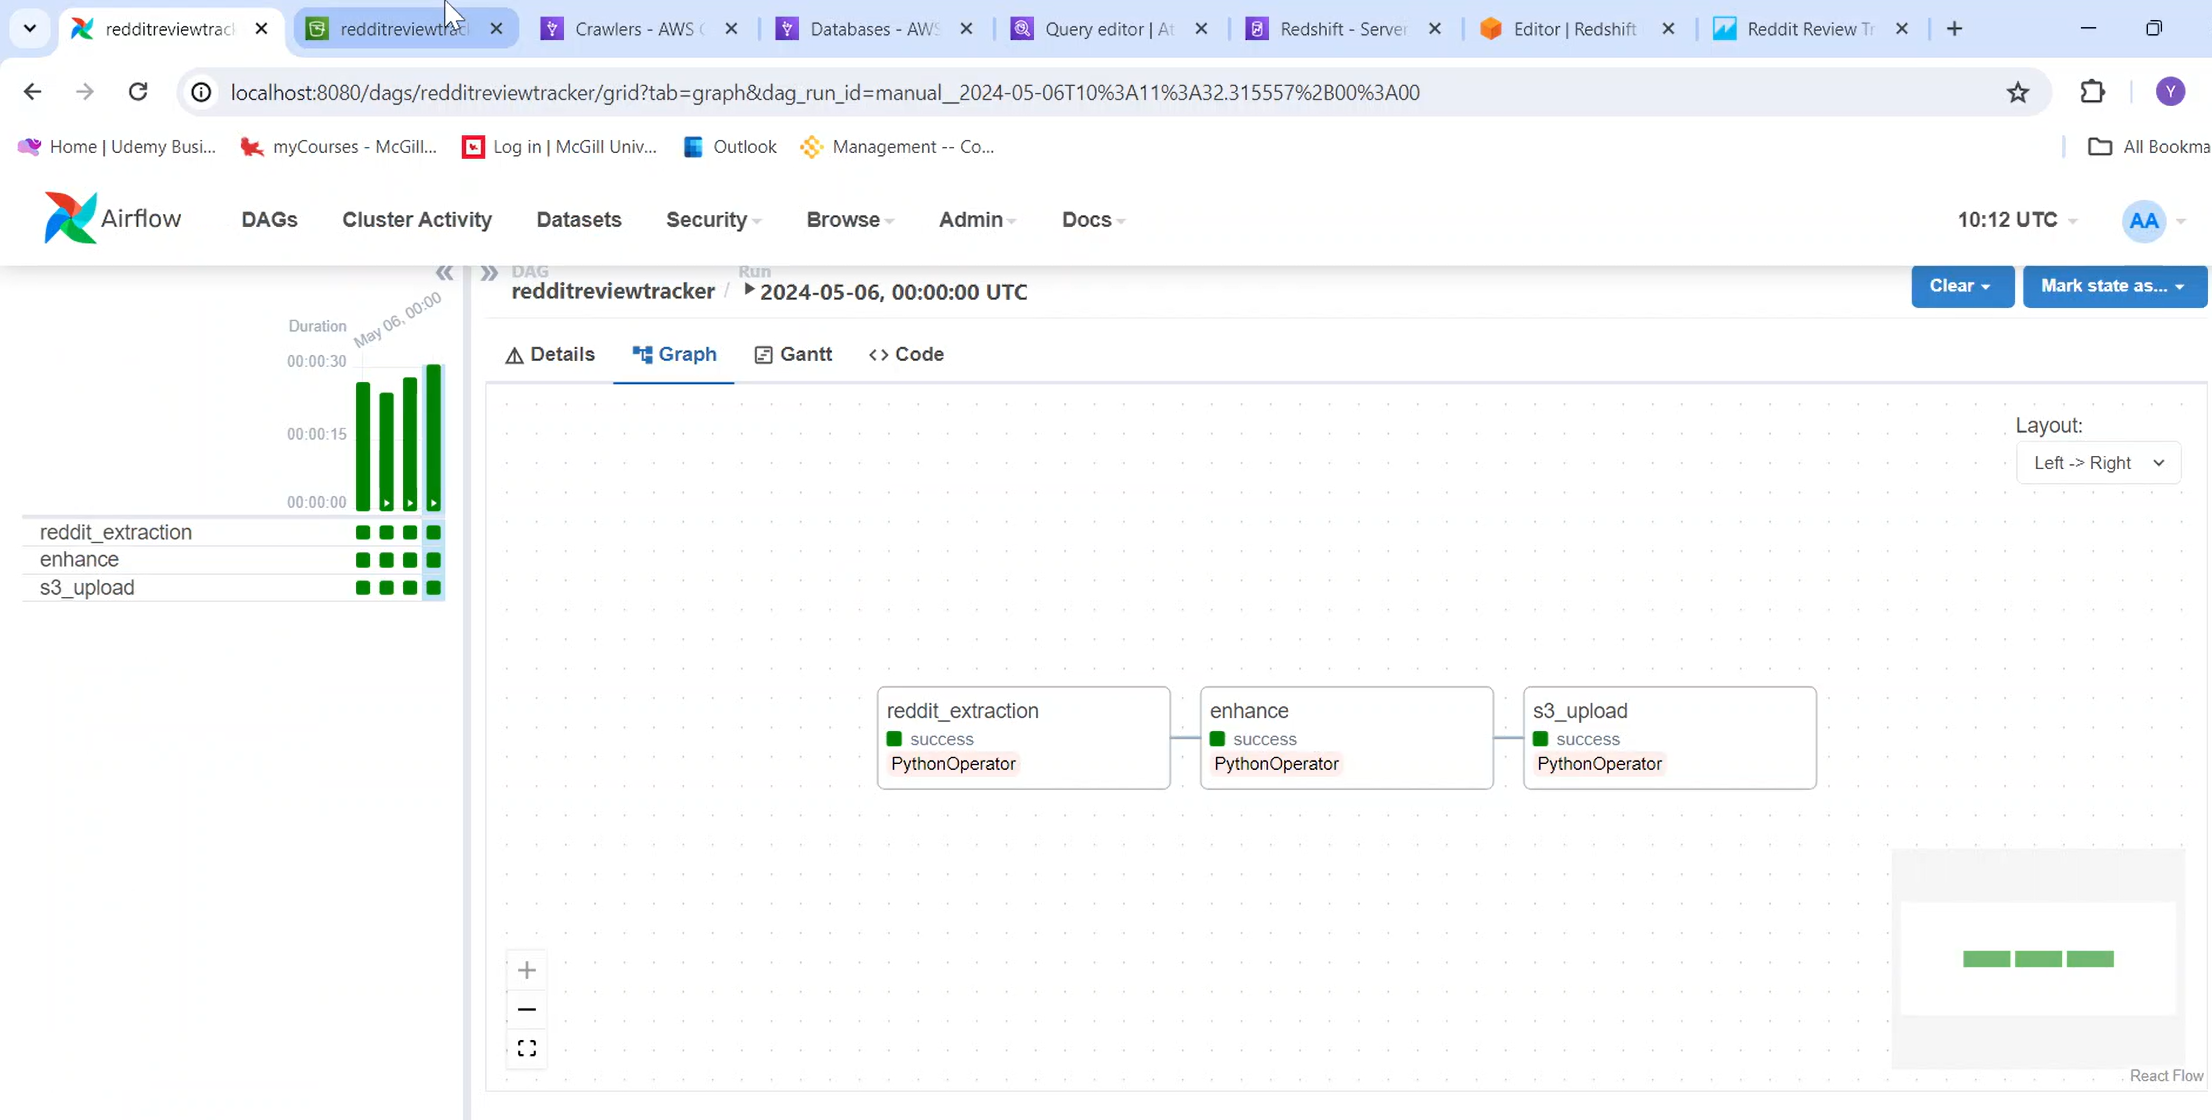 redditreviewtrac
redditreviewtrac
Crawlers - AWS
Databases - AWS
Query editor | At
Redshift - Server
Editor | Redshift
Reddit Review Tr
localhost:8080/dags/redditreviewtracker/grid?tab=graph&dag_run_id=manual__2024-05-06T10%3A11%3A32.315557%2B00%3A00
Y
Home | Udemy Busi...
myCourses - McGill...
Log in | McGill Univ...
Outlook
Management -- Co...
All Bookma
Airflow
DAGs
Cluster Activity
Datasets
Security
Browse
Admin
Docs
10:12 UTC
AA
DAG
redditreviewtracker /
Run
2024-05-06, 00:00:00 UTC
Clear
Mark state as...
Duration
May 06, 00:00
00:00:30
00:00:15
00:00:00
reddit_extraction
enhance
s3_upload
Details
Graph
Gantt
Code
Layout:
Left -> Right
reddit_extraction
success
PythonOperator
enhance
success
PythonOperator
s3_upload
success
PythonOperator
React Flow